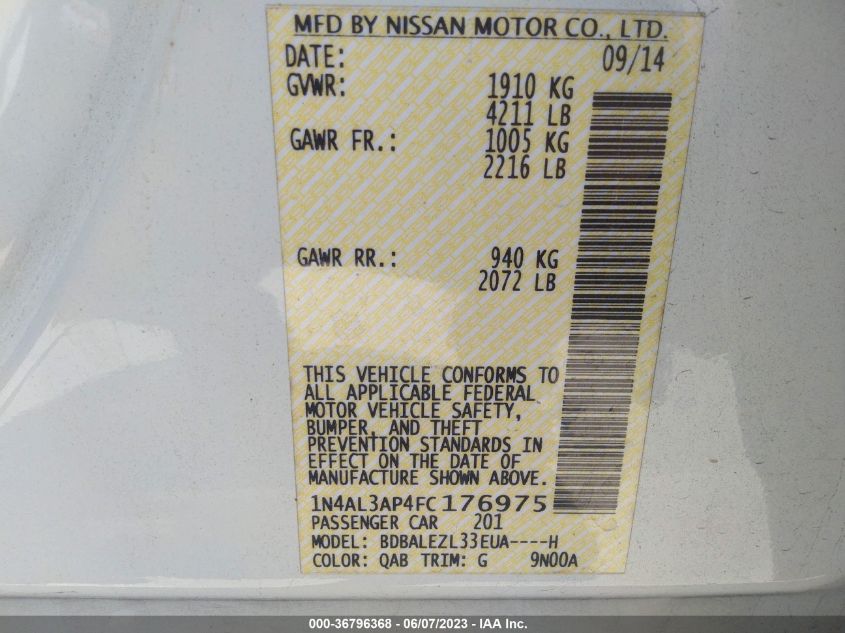 MFD BY NISSAN MOTOR CO., LTD.
DATE: 09/14
GVWR: 1910 KG
4211 LB
GAWR FR.: 1005 KG
2216 LB
GAWR RR.: 940 KG
2072 LB
THIS VEHICLE CONFORMS TO
ALL APPLICABLE FEDERAL
MOTOR VEHICLE SAFETY,
BUMPER, AND THEFT
PREVENTION STANDARDS IN
EFFECT ON THE DATE OF
MANUFACTURE SHOWN ABOVE.
1N4AL3AP4FC176975
PASSENGER CAR 201
MODEL: BDBALEZL33EUA----H
COLOR: QAB TRIM: G 9N00A
000-36796368 - 06/07/2023 - IAA Inc.